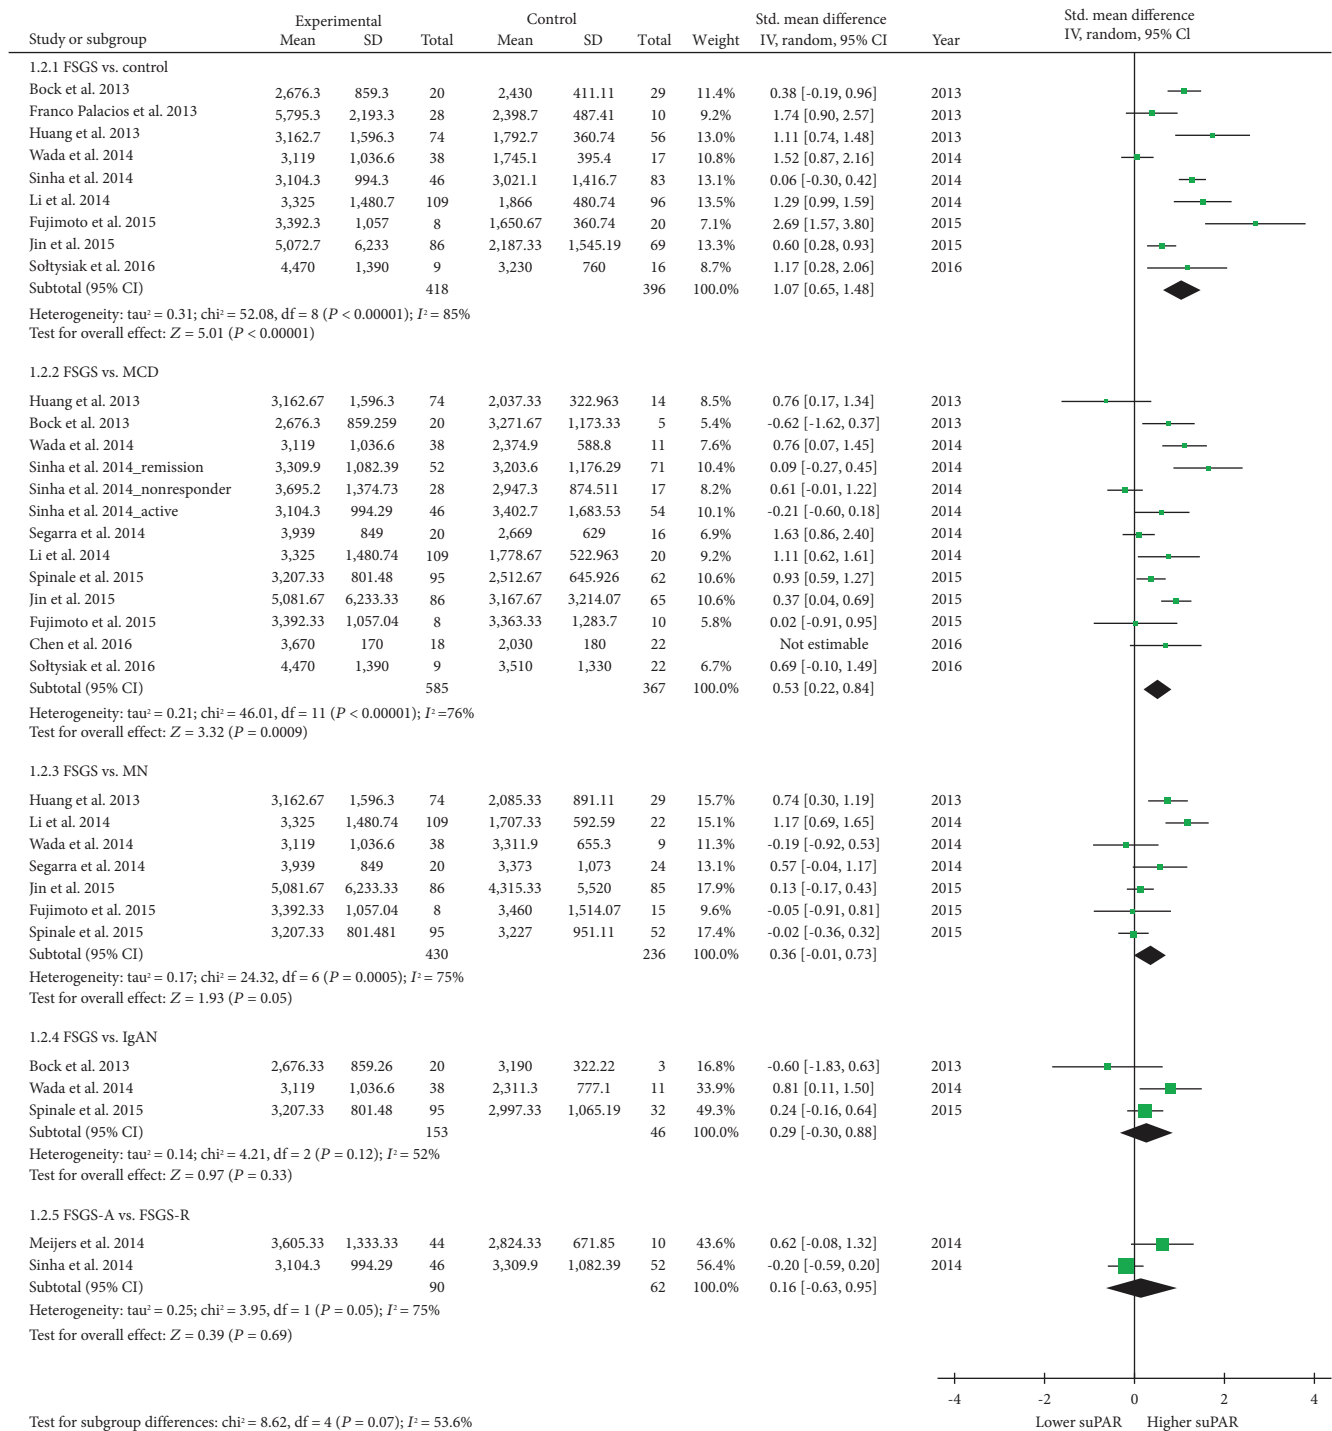 Experimental Control Std. mean difference Std. mean difference
Study or subgroup Mean SD Total Mean SD Total Weight IV, random, 95% CI Year IV, random, 95% Cl
1.2.1 FSGS vs. control
Bock et al. 2013 2,676.3 859.3 20 2,430 411.11 29 11.4% 0.38 [-0.19, 0.96] 2013
Franco Palacios et al. 2013 5,795.3 2,193.3 28 2,398.7 487.41 10 9.2% 1.74 [0.90, 2.57] 2013
Huang et al. 2013 3,162.7 1,596.3 74 1,792.7 360.74 56 13.0% 1.11 [0.74, 1.48] 2013
Wada et al. 2014 3,119 1,036.6 38 1,745.1 395.4 17 10.8% 1.52 [0.87, 2.16] 2014
Sinha et al. 2014 3,104.3 994.3 46 3,021.1 1,416.7 83 13.1% 0.06 [-0.30, 0.42] 2014
Li et al. 2014 3,325 1,480.7 109 1,866 480.74 96 13.5% 1.29 [0.99, 1.59] 2014
Fujimoto et al. 2015 3,392.3 1,057 8 1,650.67 360.74 20 7.1% 2.69 [1.57, 3.80] 2015
Jin et al. 2015 5,072.7 6,233 86 2,187.33 1,545.19 69 13.3% 0.60 [0.28, 0.93] 2015
Sołtysiak et al. 2016 4,470 1,390 9 3,230 760 16 8.7% 1.17 [0.28, 2.06] 2016
Subtotal (95% CI) 418 396 100.0% 1.07 [0.65, 1.48]
Heterogeneity: tau² = 0.31; chi² = 52.08, df = 8 (P < 0.00001); I² = 85%
Test for overall effect: Z = 5.01 (P < 0.00001)
1.2.2 FSGS vs. MCD
Huang et al. 2013 3,162.67 1,596.3 74 2,037.33 322.963 14 8.5% 0.76 [0.17, 1.34] 2013
Bock et al. 2013 2,676.3 859.259 20 3,271.67 1,173.33 5 5.4% -0.62 [-1.62, 0.37] 2013
Wada et al. 2014 3,119 1,036.6 38 2,374.9 588.8 11 7.6% 0.76 [0.07, 1.45] 2014
Sinha et al. 2014_remission 3,309.9 1,082.39 52 3,203.6 1,176.29 71 10.4% 0.09 [-0.27, 0.45] 2014
Sinha et al. 2014_nonresponder 3,695.2 1,374.73 28 2,947.3 874.511 17 8.2% 0.61 [-0.01, 1.22] 2014
Sinha et al. 2014_active 3,104.3 994.29 46 3,402.7 1,683.53 54 10.1% -0.21 [-0.60, 0.18] 2014
Segarra et al. 2014 3,939 849 20 2,669 629 16 6.9% 1.63 [0.86, 2.40] 2014
Li et al. 2014 3,325 1,480.74 109 1,778.67 522.963 20 9.2% 1.11 [0.62, 1.61] 2014
Spinale et al. 2015 3,207.33 801.48 95 2,512.67 645.926 62 10.6% 0.93 [0.59, 1.27] 2015
Jin et al. 2015 5,081.67 6,233.33 86 3,167.67 3,214.07 65 10.6% 0.37 [0.04, 0.69] 2015
Fujimoto et al. 2015 3,392.33 1,057.04 8 3,363.33 1,283.7 10 5.8% 0.02 [-0.91, 0.95] 2015
Chen et al. 2016 3,670 170 18 2,030 180 22 Not estimable 2016
Sołtysiak et al. 2016 4,470 1,390 9 3,510 1,330 22 6.7% 0.69 [-0.10, 1.49] 2016
Subtotal (95% CI) 585 367 100.0% 0.53 [0.22, 0.84]
Heterogeneity: tau² = 0.21; chi² = 46.01, df = 11 (P < 0.00001); I² =76%
Test for overall effect: Z = 3.32 (P = 0.0009)
1.2.3 FSGS vs. MN
Huang et al. 2013 3,162.67 1,596.3 74 2,085.33 891.11 29 15.7% 0.74 [0.30, 1.19] 2013
Li et al. 2014 3,325 1,480.74 109 1,707.33 592.59 22 15.1% 1.17 [0.69, 1.65] 2014
Wada et al. 2014 3,119 1,036.6 38 3,311.9 655.3 9 11.3% -0.19 [-0.92, 0.53] 2014
Segarra et al. 2014 3,939 849 20 3,373 1,073 24 13.1% 0.57 [-0.04, 1.17] 2014
Jin et al. 2015 5,081.67 6,233.33 86 4,315.33 5,520 85 17.9% 0.13 [-0.17, 0.43] 2015
Fujimoto et al. 2015 3,392.33 1,057.04 8 3,460 1,514.07 15 9.6% -0.05 [-0.91, 0.81] 2015
Spinale et al. 2015 3,207.33 801.481 95 3,227 951.11 52 17.4% -0.02 [-0.36, 0.32] 2015
Subtotal (95% CI) 430 236 100.0% 0.36 [-0.01, 0.73]
Heterogeneity: tau² = 0.17; chi² = 24.32, df = 6 (P = 0.0005); I² = 75%
Test for overall effect: Z = 1.93 (P = 0.05)
1.2.4 FSGS vs. IgAN
Bock et al. 2013 2,676.33 859.26 20 3,190 322.22 3 16.8% -0.60 [-1.83, 0.63] 2013
Wada et al. 2014 3,119 1,036.6 38 2,311.3 777.1 11 33.9% 0.81 [0.11, 1.50] 2014
Spinale et al. 2015 3,207.33 801.48 95 2,997.33 1,065.19 32 49.3% 0.24 [-0.16, 0.64] 2015
Subtotal (95% CI) 153 46 100.0% 0.29 [-0.30, 0.88]
Heterogeneity: tau² = 0.14; chi² = 4.21, df = 2 (P = 0.12); I² = 52%
Test for overall effect: Z = 0.97 (P = 0.33)
1.2.5 FSGS-A vs. FSGS-R
Meijers et al. 2014 3,605.33 1,333.33 44 2,824.33 671.85 10 43.6% 0.62 [-0.08, 1.32] 2014
Sinha et al. 2014 3,104.3 994.29 46 3,309.9 1,082.39 52 56.4% -0.20 [-0.59, 0.20] 2014
Subtotal (95% CI) 90 62 100.0% 0.16 [-0.63, 0.95]
Heterogeneity: tau² = 0.25; chi² = 3.95, df = 1 (P = 0.05); I² = 75%
Test for overall effect: Z = 0.39 (P = 0.69)
-4 -2 0 2 4
Test for subgroup differences: chi² = 8.62, df = 4 (P = 0.07); I² = 53.6% Lower suPAR Higher suPAR